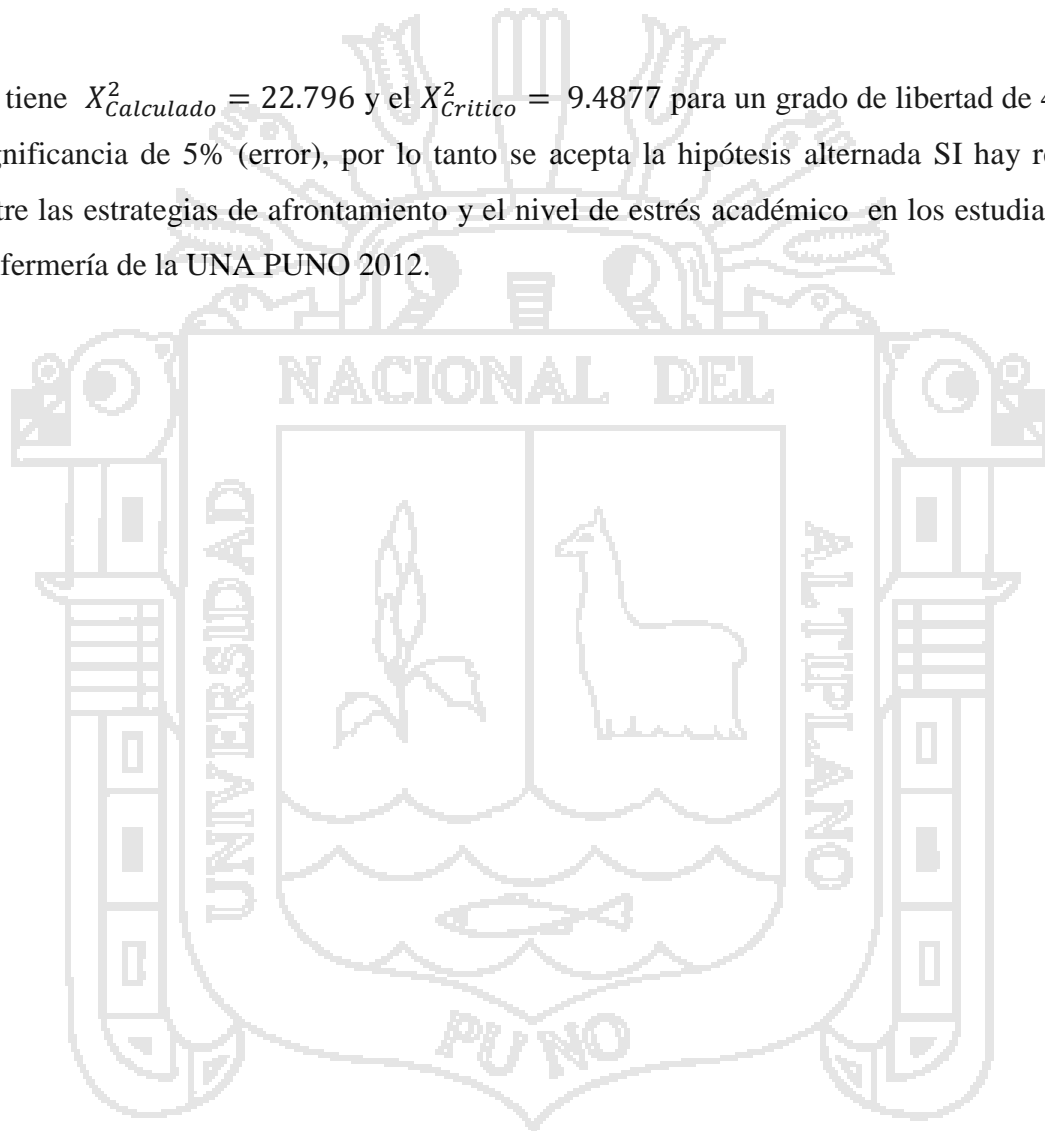 tiene X²Calculado = 22.796 y el X²Critico = 9.4877 para un grado de libertad de 4
gnificancia de 5% (error), por lo tanto se acepta la hipótesis alternada SI hay re
tre las estrategias de afrontamiento y el nivel de estrés académico en los estudia
fermería de la UNA PUNO 2012.
NACIONAL DEL
UNIVERSIDAD
ALTIPLANO
PUNO